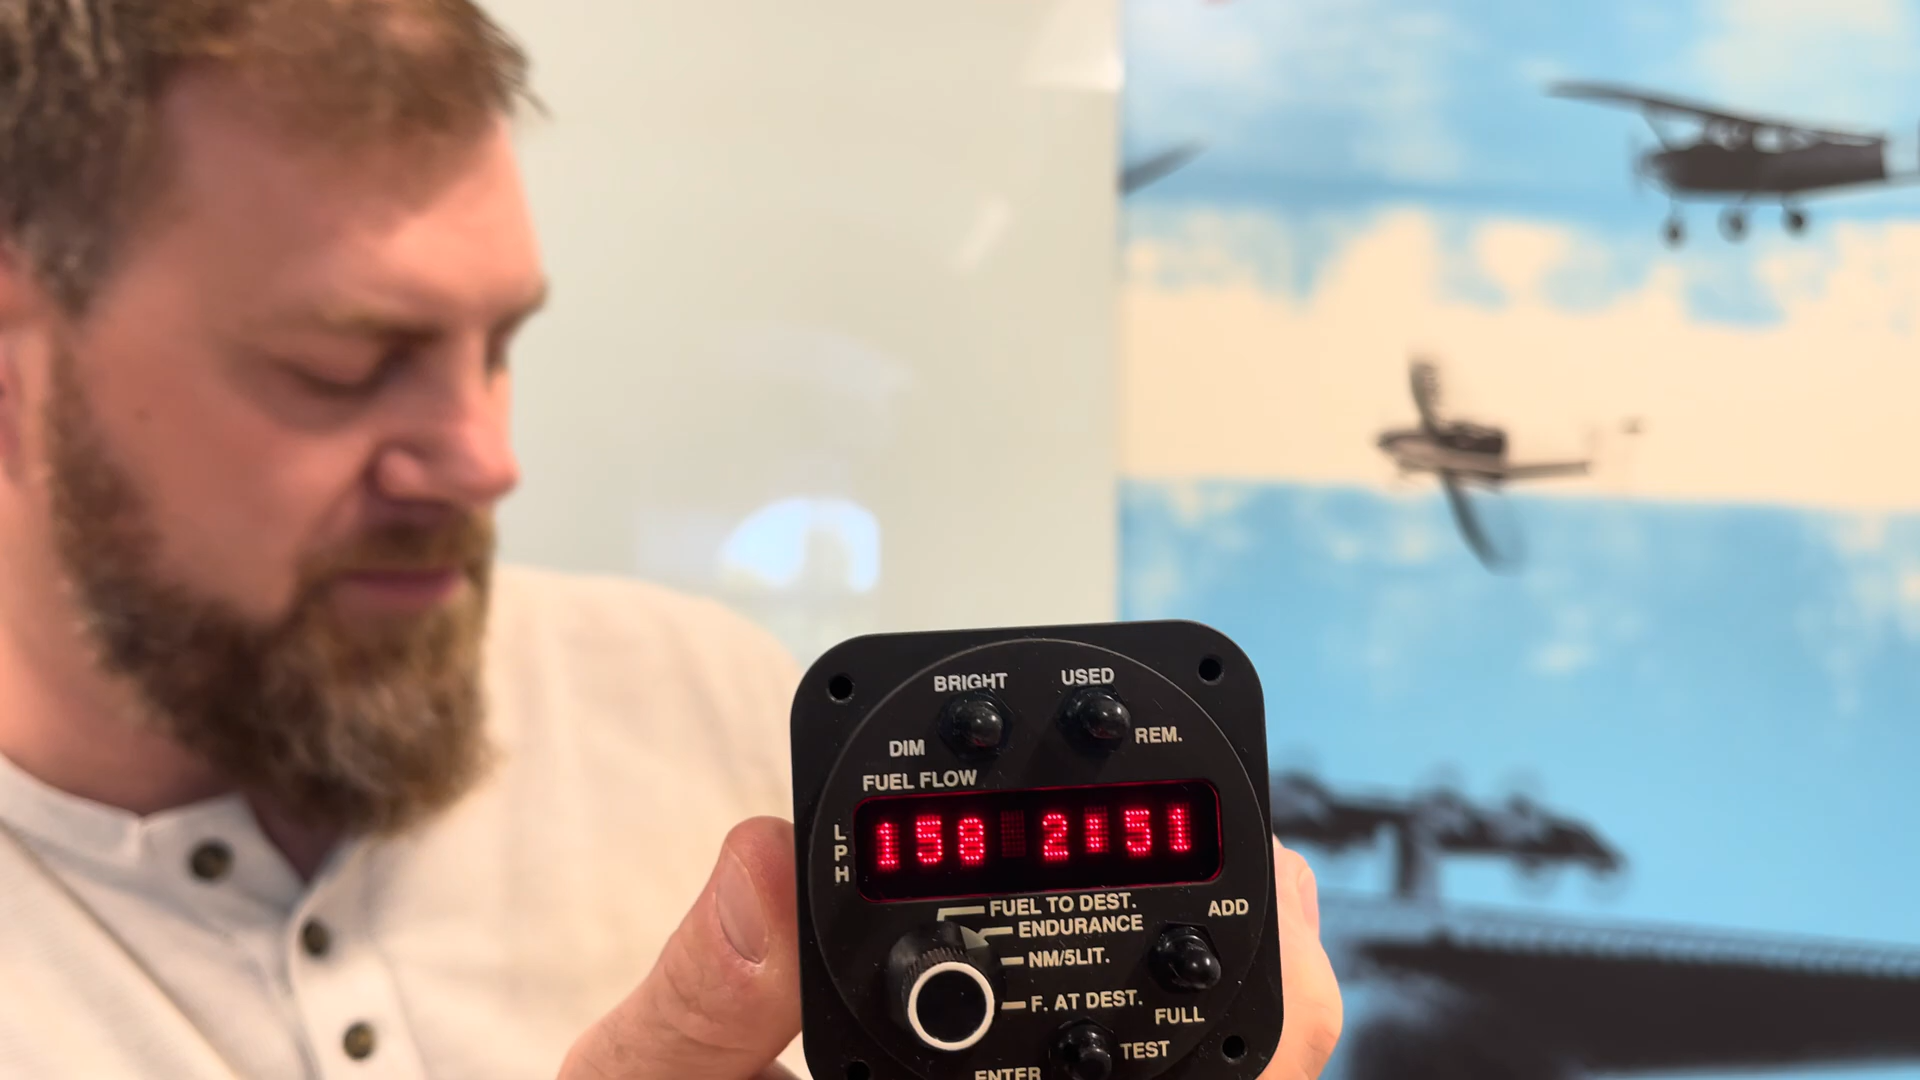 BRIGHT USED
DIM REM.
FUEL FLOW
LPH
158 2:51
FUEL TO DEST.
ENDURANCE
ADD
NM/5LIT.
F. AT DEST.
FULL
TEST
ENTER